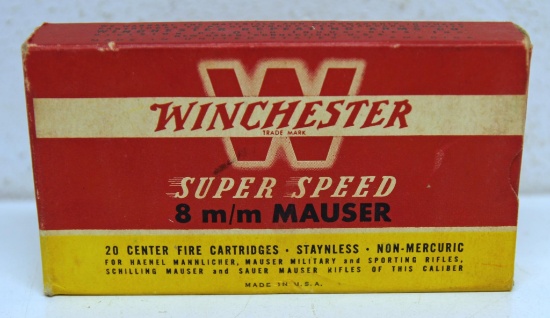 W
WINCHESTER
TRADE MARK
SUPER SPEED
8 m/m MAUSER
20 CENTER FIRE CARTRIDGES · STAYNLESS · NON-MERCURIC
FOR HAENEL MANNLICHER, MAUSER MILITARY and SPORTING RIFLES,
SCHILLING MAUSER and SAUER MAUSER RIFLES OF THIS CALIBER
MADE IN U.S.A.